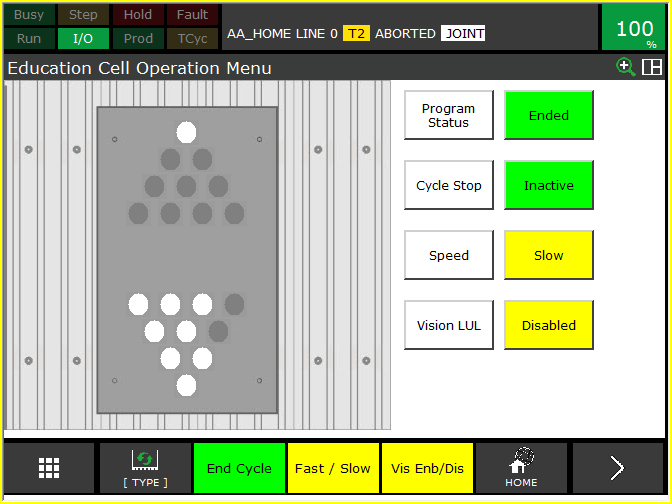 Busy Step Hold Fault
Run I/O Prod TCyc
AA_HOME LINE 0 T2 ABORTED JOINT
100
%
Education Cell Operation Menu
Program
Status
Ended
Cycle Stop
Inactive
Speed
Slow
Vision LUL
Disabled
[ TYPE ]
End Cycle
Fast / Slow
Vis Enb/Dis
HOME